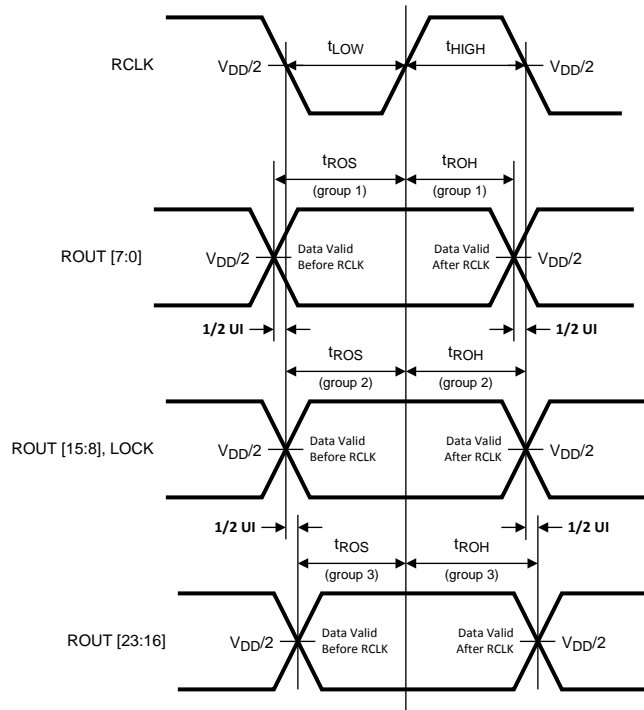 tLOW tHIGH
RCLK VDD/2 VDD/2
tROS tROH
(group 1) (group 1)
ROUT [7:0] VDD/2 Data Valid Before RCLK Data Valid After RCLK VDD/2
1/2 UI 1/2 UI
tROS tROH
(group 2) (group 2)
ROUT [15:8], LOCK VDD/2 Data Valid Before RCLK Data Valid After RCLK VDD/2
1/2 UI 1/2 UI
tROS tROH
(group 3) (group 3)
ROUT [23:16] VDD/2 Data Valid Before RCLK Data Valid After RCLK VDD/2